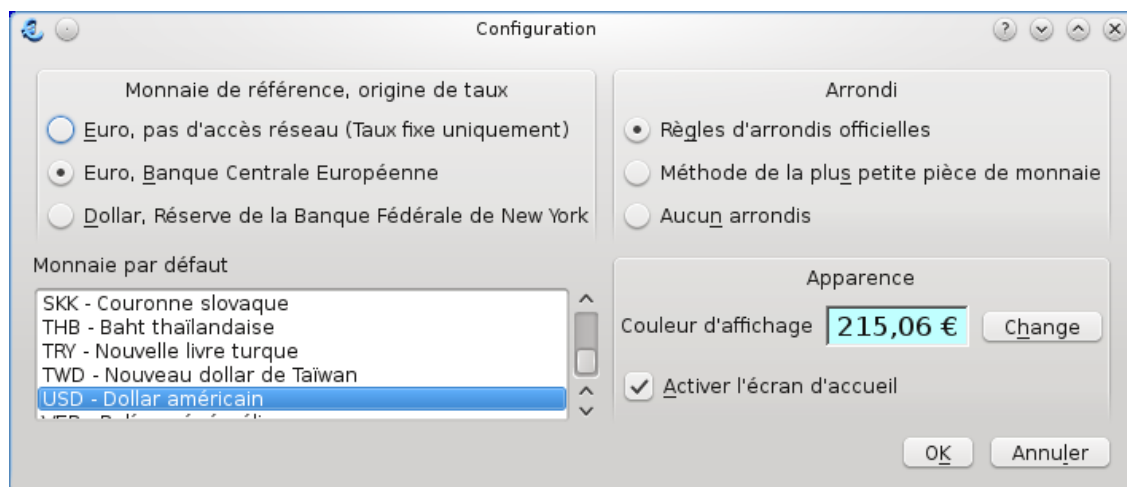 Configuration
Monnaie de référence, origine de taux
Euro, pas d'accès réseau (Taux fixe uniquement)
Euro, Banque Centrale Européenne
Dollar, Réserve de la Banque Fédérale de New York
Arrondi
Règles d'arrondis officielles
Méthode de la plus petite pièce de monnaie
Aucun arrondis
Monnaie par défaut
SKK - Couronne slovaque
THB - Baht thaïlandaise
TRY - Nouvelle livre turque
TWD - Nouveau dollar de Taïwan
USD - Dollar américain
Apparence
Couleur d'affichage 215,06 € Change
Activer l'écran d'accueil
OK Annuler